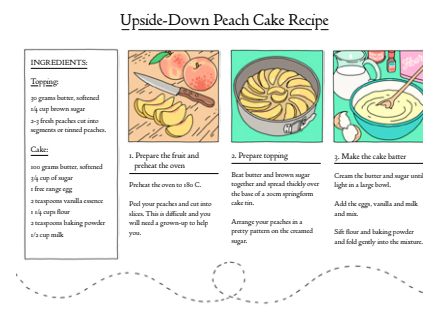 Upside-Down Peach Cake Recipe
INGREDIENTS:
Topping:
30 grams butter, softened
1/4 cup brown sugar
2-3 fresh peaches cut into
segments or tinned peaches.
Cake:
100 grams butter, softened
3/4 cup of sugar
1 free range egg
2 teaspoons vanilla essence
1 1/4 cups flour
2 teaspoons baking powder
1/2 cup milk
1. Prepare the fruit and
preheat the oven
Preheat the oven to 180 C.
Peel your peaches and cut into
slices. This is difficult and you
will need a grown-up to help
you.
2. Prepare topping
Beat butter and brown sugar
together and spread thickly over
the base of a 20cm springform
cake tin.
Arrange your peaches in a
pretty pattern on the creamed
sugar.
3. Make the cake batter
Cream the butter and sugar until
light in a large bowl.
Add the eggs, vanilla and milk
and mix.
Sift flour and baking powder
and fold gently into the mixture.